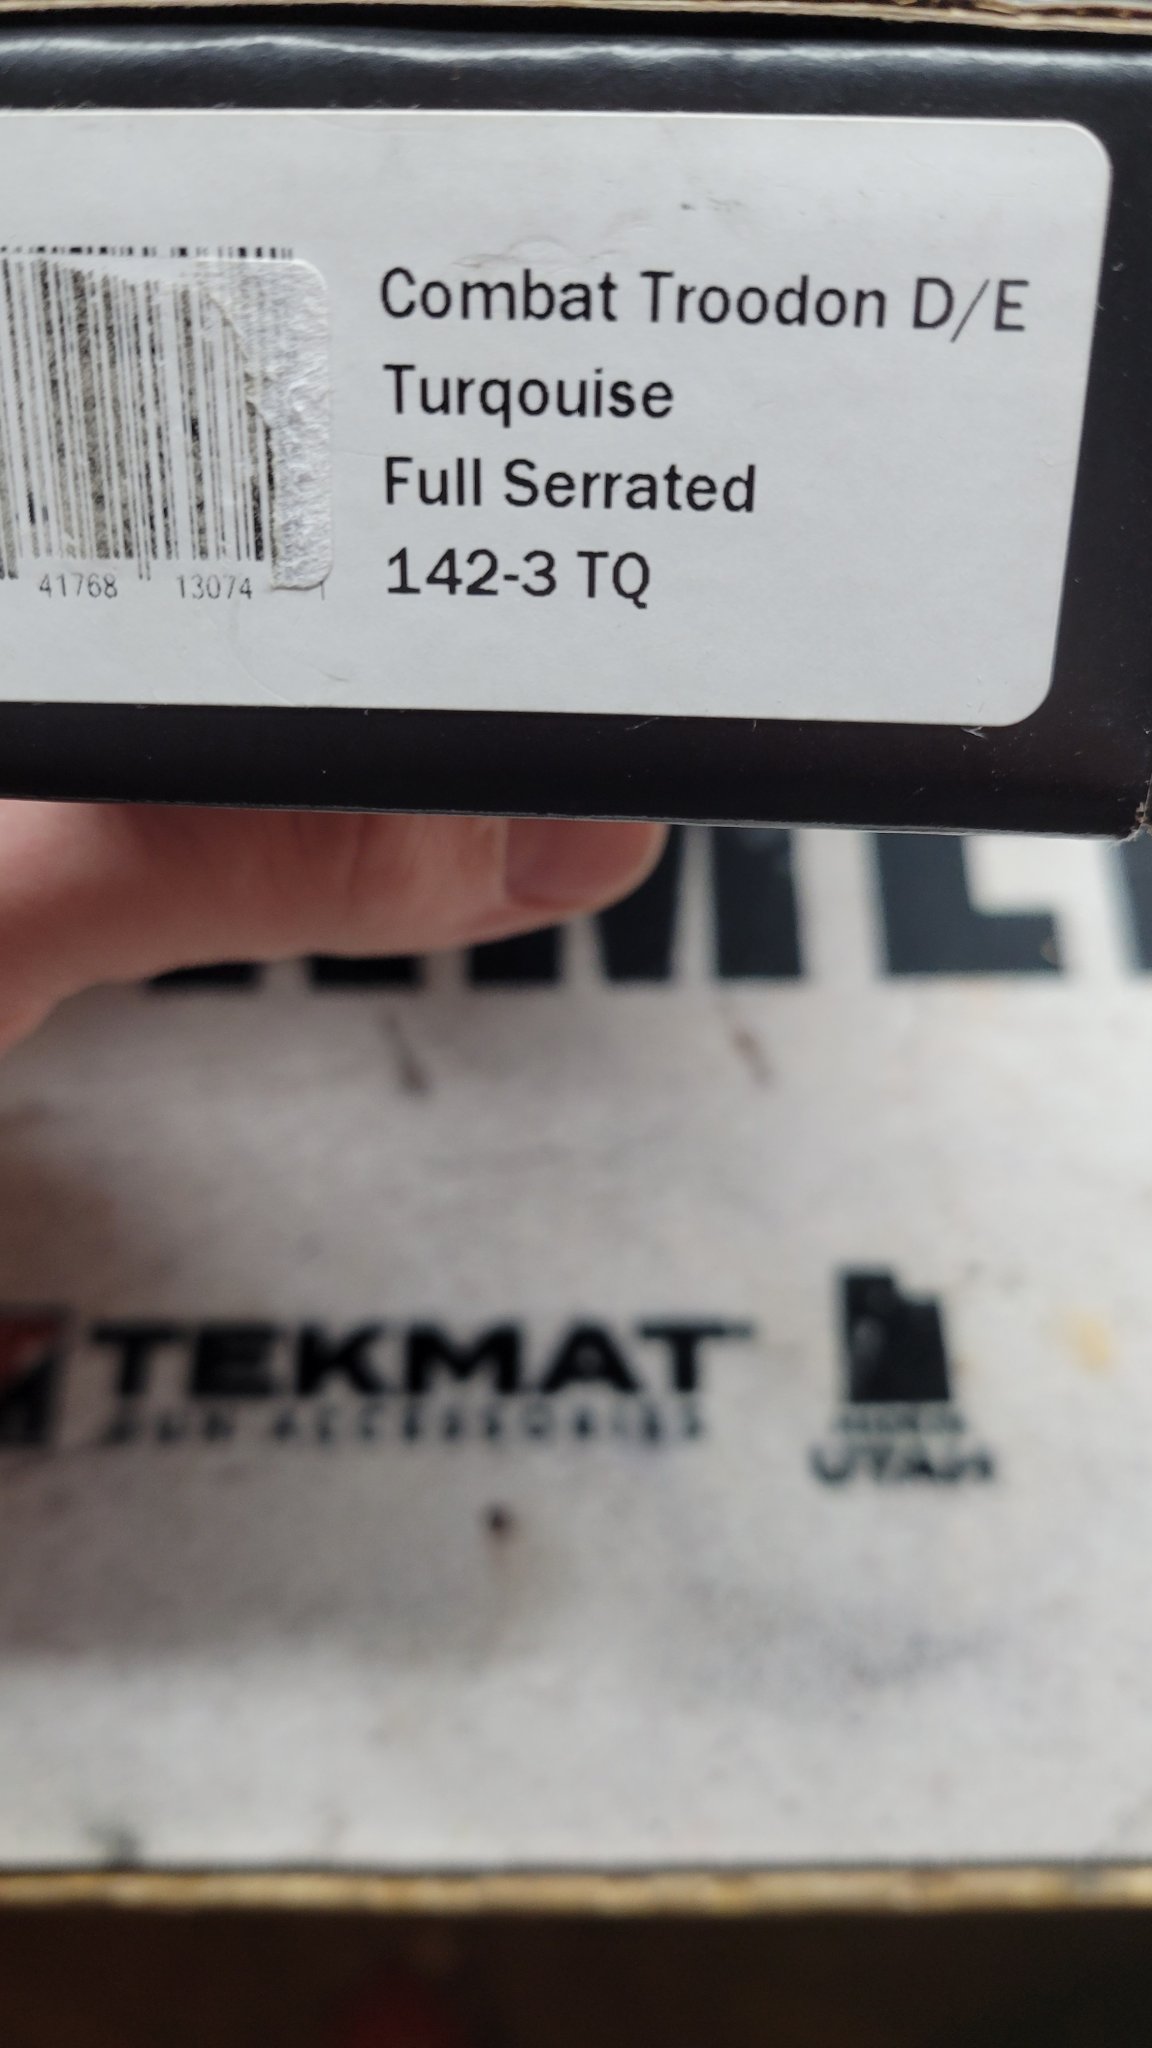 Combat Troodon D/E
Turqouise
Full Serrated
142-3 TQ
41768 13074
TEKMAT
UTAH